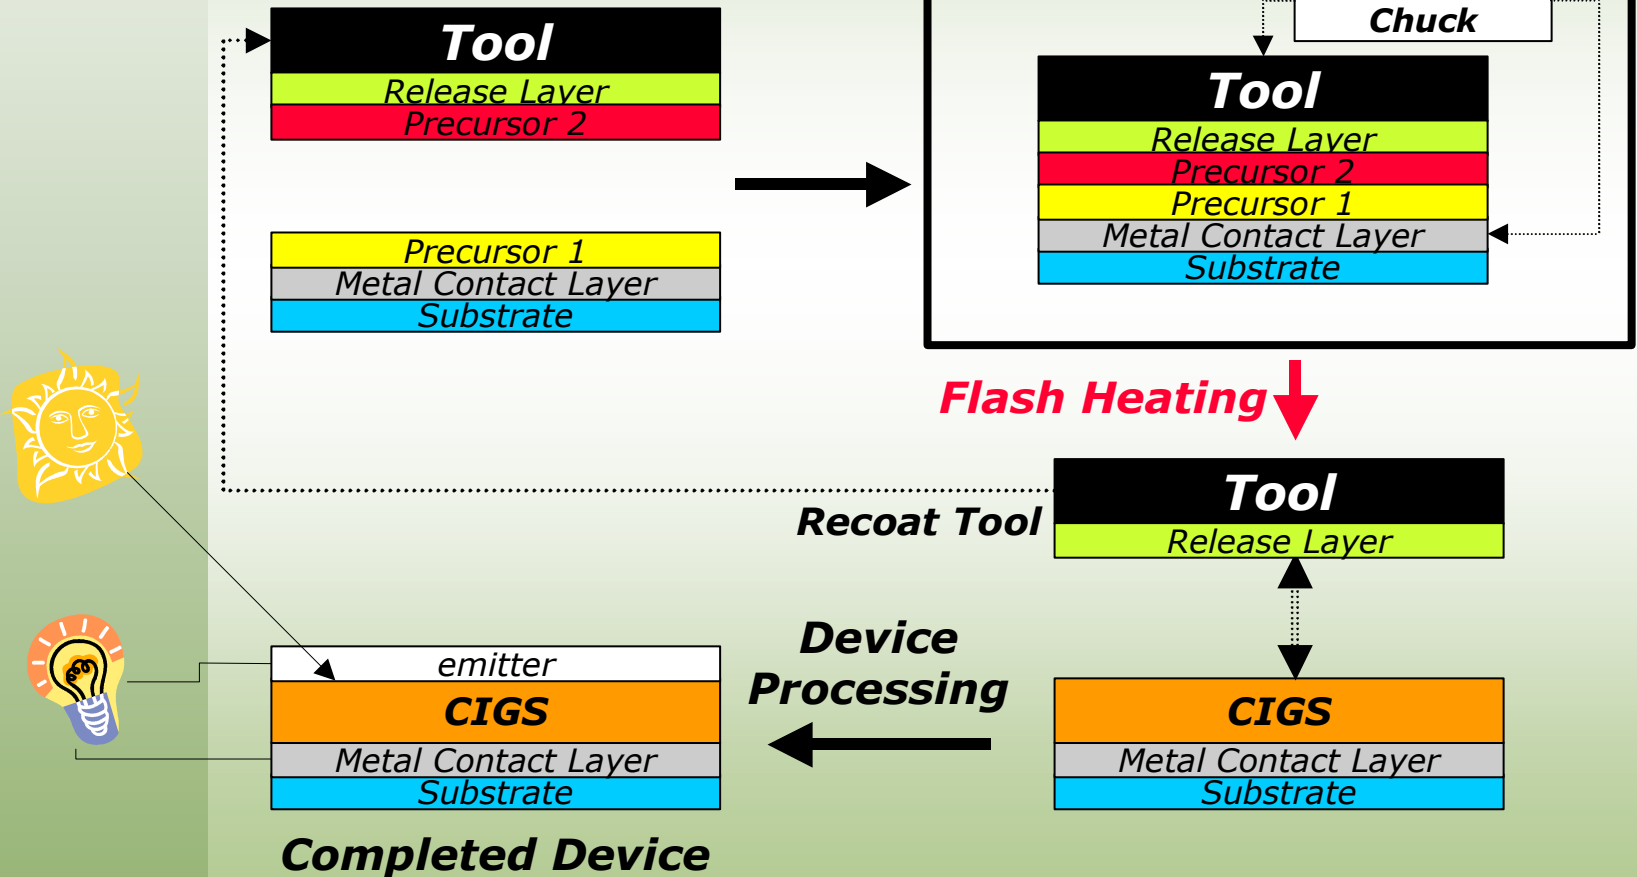 Tool
Release Layer
Precursor 2
Precursor 1
Metal Contact Layer
Substrate
Chuck
Tool
Release Layer
Precursor 2
Precursor 1
Metal Contact Layer
Substrate
Flash Heating
Tool
Release Layer
Recoat Tool
CIGS
Metal Contact Layer
Substrate
Device
Processing
emitter
CIGS
Metal Contact Layer
Substrate
Completed Device